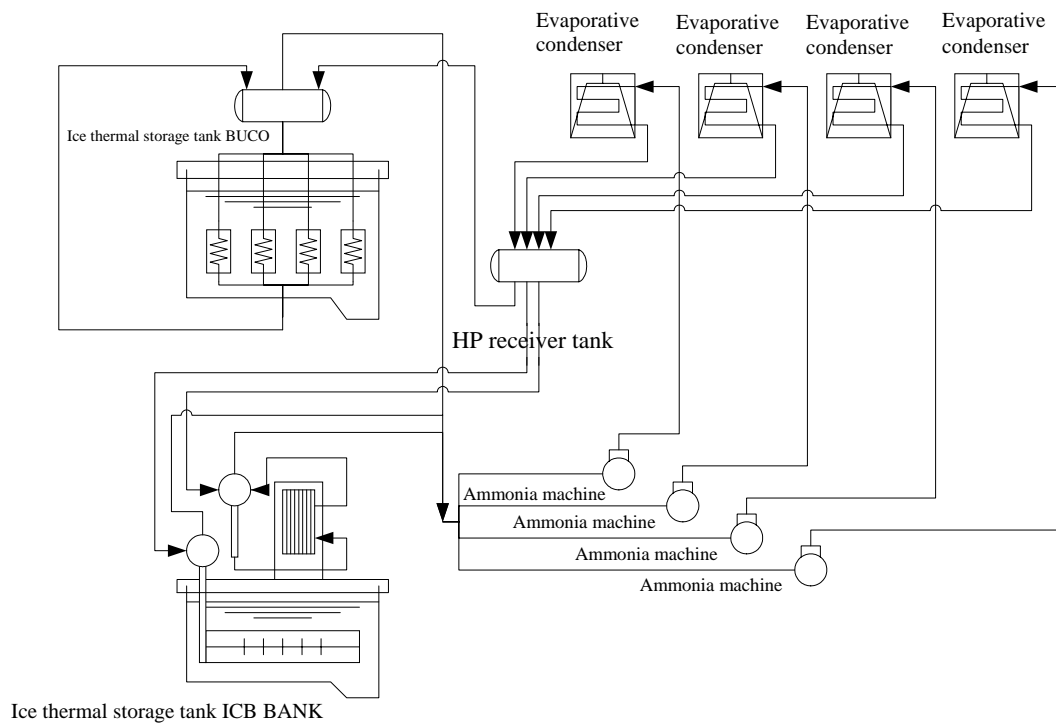 Evaporative
condenser
Evaporative
condenser
Evaporative
condenser
Evaporative
condenser
Ice thermal storage tank BUCO
HP receiver tank
Ammonia machine
Ammonia machine
Ammonia machine
Ammonia machine
Ice thermal storage tank ICB BANK